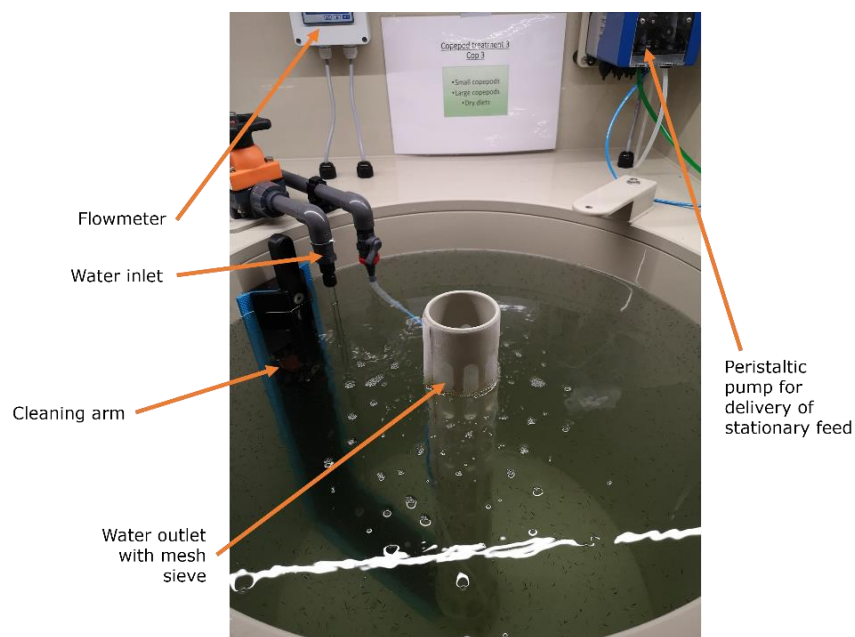 Copepod treatment 3
Cop 3
•Small copepods
•Large copepods
•Dry diets
Flowmeter
Water inlet
Cleaning arm
Water outlet
with mesh
sieve
Peristaltic
pump for
delivery of
stationary feed